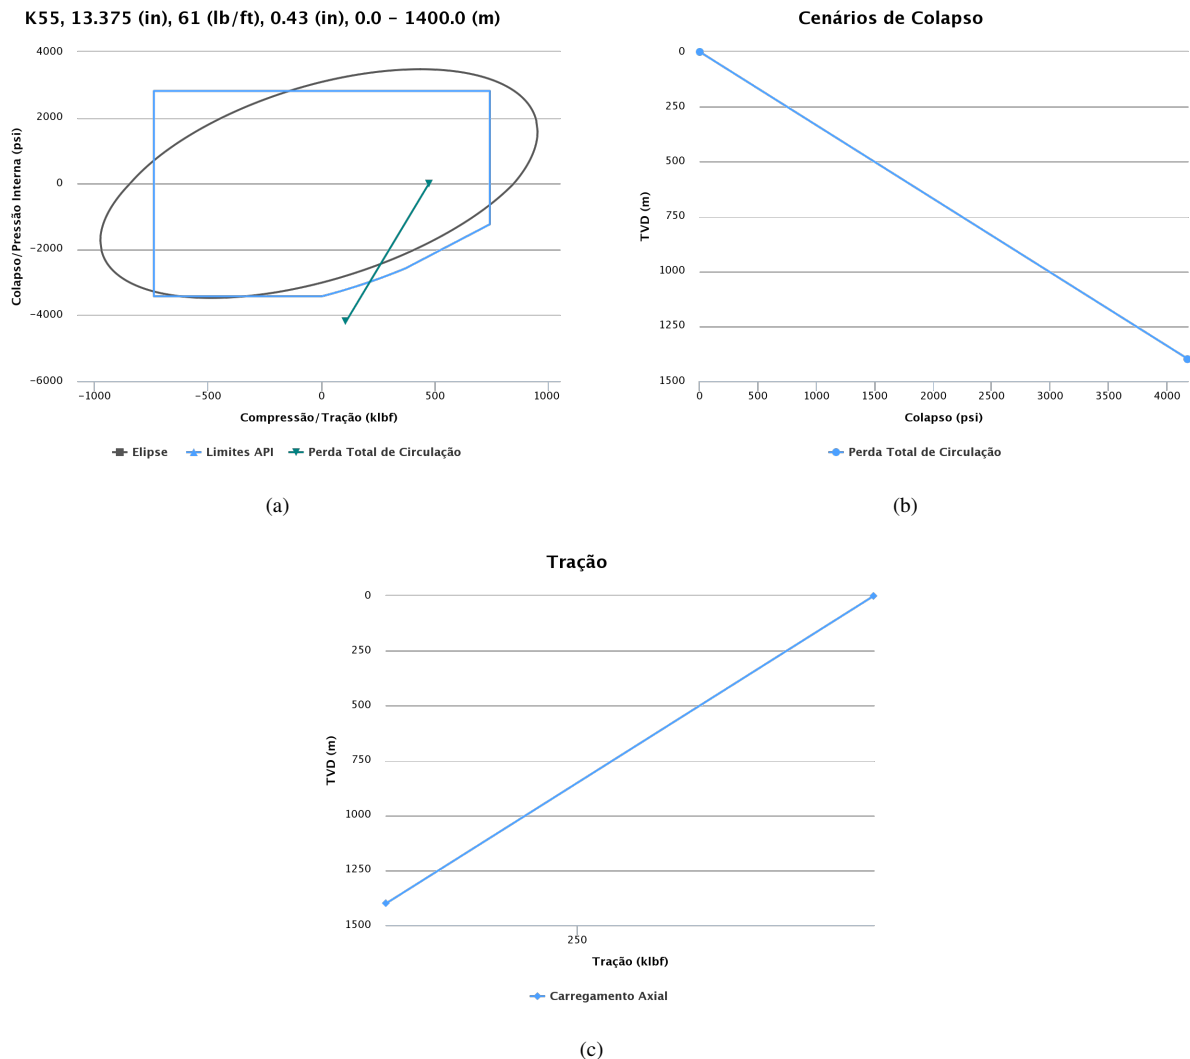 K55, 13.375 (in), 61 (lb/ft), 0.43 (in), 0.0 – 1400.0 (m)
4000
2000
0
−2000
−4000
−6000
Colapso/Pressão Interna (psi)
−1000
−500
0
500
1000
Compressão/Tração (klbf)
Elipse
Limites API
Perda Total de Circulação
(a)
Cenários de Colapso
0
250
500
750
1000
1250
1500
TVD (m)
0
500
1000
1500
2000
2500
3000
3500
4000
Colapso (psi)
Perda Total de Circulação
(b)
Tração
0
250
500
750
1000
1250
1500
TVD (m)
250
Tração (klbf)
Carregamento Axial
(c)